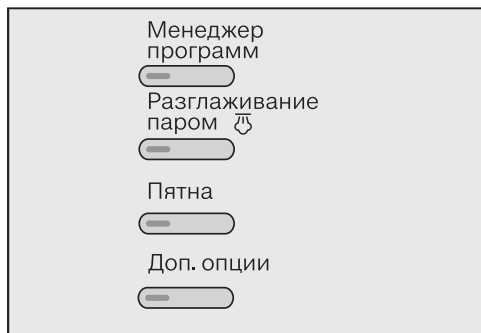 Менеджер
программ
Разглаживание
паром
Пятна
Доп. опции